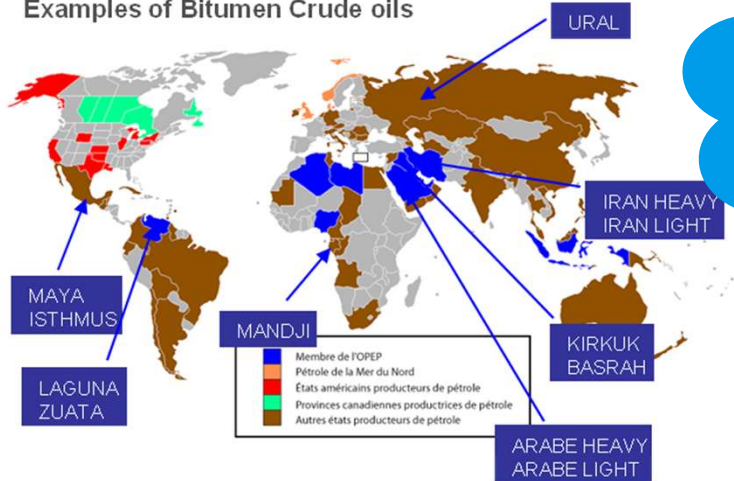 Examples of Bitumen Crude oils
URAL
IRAN HEAVY
IRAN LIGHT
MAYA
ISTHMUS
MANDJI
KIRKUK
BASRAH
LAGUNA
ZUATA
Membre de l'OPEP
Pétrole de la Mer du Nord
États américains producteurs de pétrole
Provinces canadiennes productrices de pétrole
Autres états producteurs de pétrole
ARABE HEAVY
ARABE LIGHT